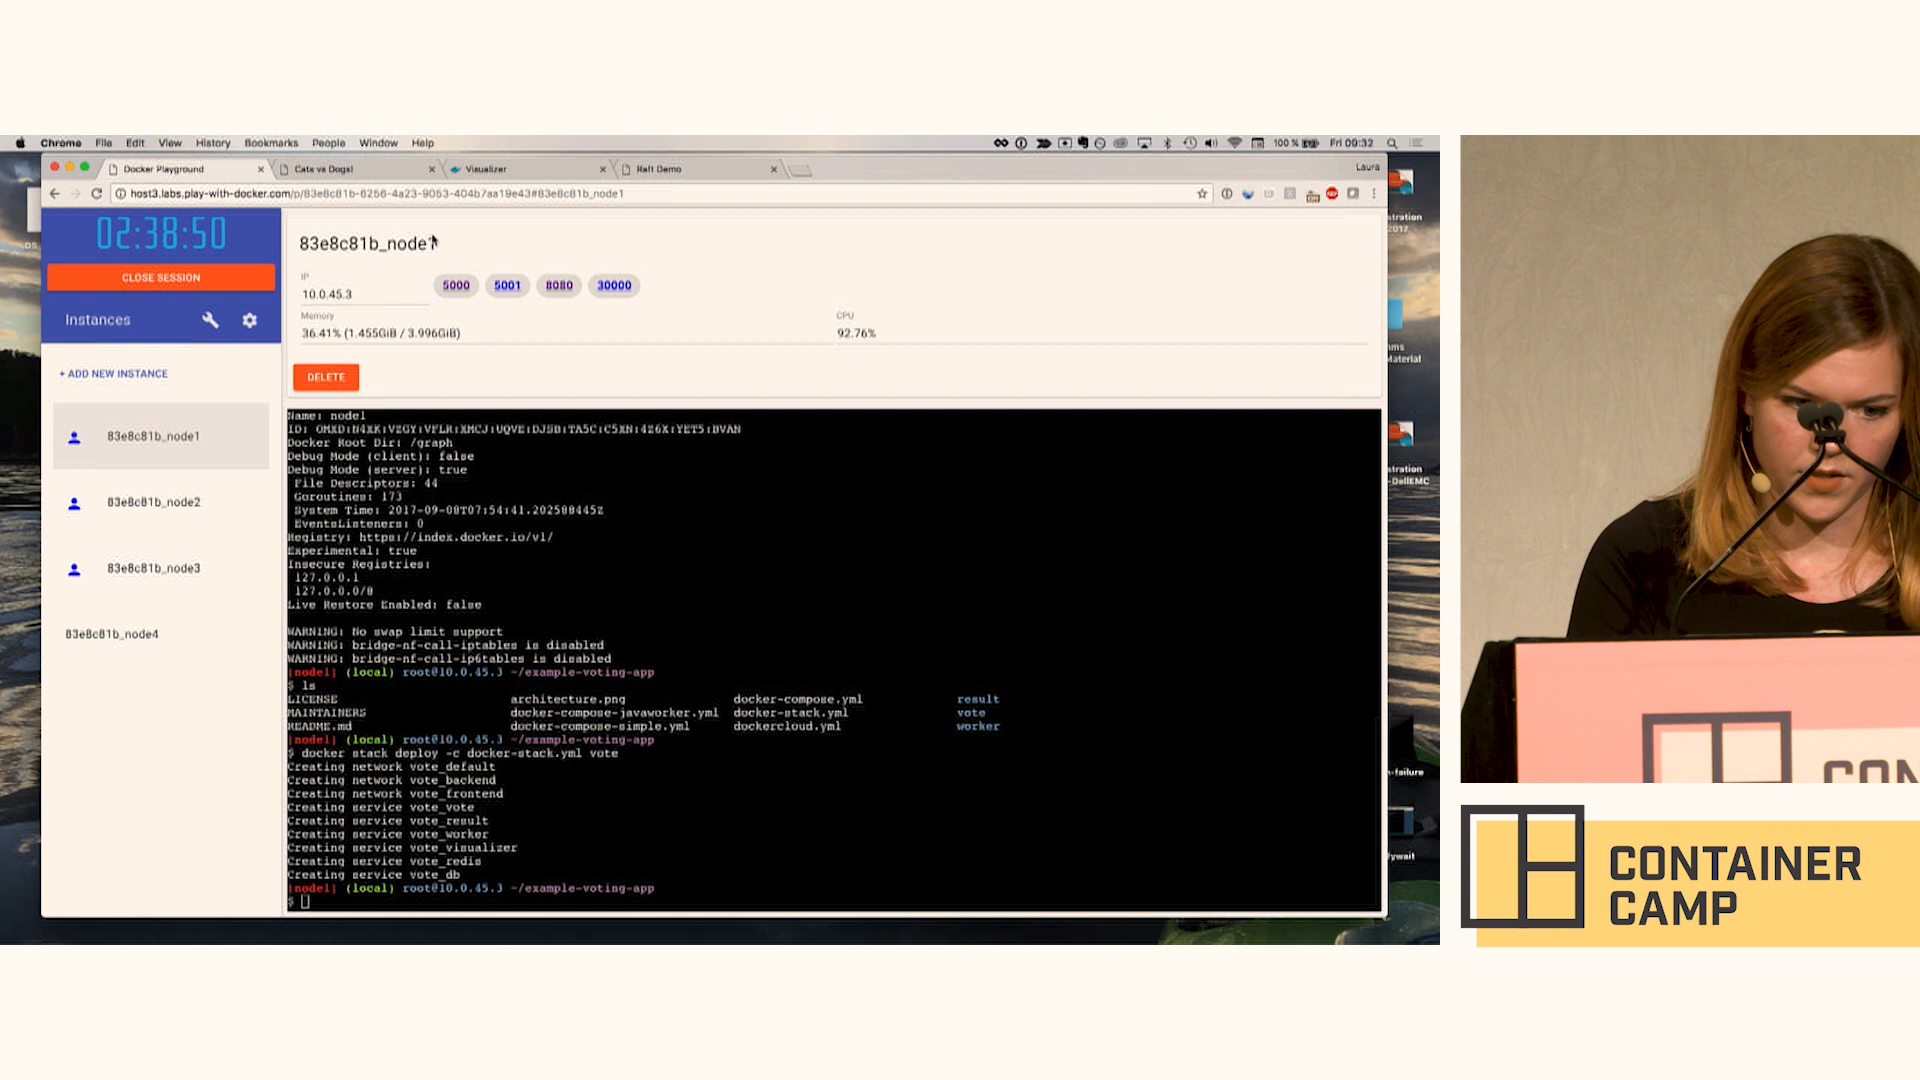 Chrome File Edit View History Bookmarks People Window Help 100% Fri 09:32
Docker Playground Cats vs Dogs! Visualizer Raft Demo Laura
host3.labs.play-with-docker.com/p/83e8c81b-6256-4a23-9053-404b7aa19e43#83e8c81b_node1
02:38:50
CLOSE SESSION
Instances
+ ADD NEW INSTANCE
83e8c81b_node1
83e8c81b_node2
83e8c81b_node3
83e8c81b_node4
83e8c81b_node1
IP
10.0.45.3
5000 5001 8080 30000
Memory
36.41% (1.455GiB / 3.996GiB)
CPU
92.76%
DELETE
Name: node1
Docker Root Dir: /graph
Debug Mode (client): false
Debug Mode (server): true
File Descriptors: 44
Goroutines: 173
System Time: 2017-09-08T07:54:41.202588445Z
EventsListeners: 0
Registry: https://index.docker.io/v1/
Experimental: true
Insecure Registries:
127.0.0.1
127.0.0.0/8
Live Restore Enabled: false
WARNING: No swap limit support
WARNING: bridge-nf-call-iptables is disabled
WARNING: bridge-nf-call-ip6tables is disabled
[node1] (local) root@10.0.45.3 ~/example-voting-app
$ ls
LICENSE architecture.png docker-compose.yml result
MAINTAINERS docker-compose-javaworker.yml docker-stack.yml vote
README.md docker-compose-simple.yml dockercloud.yml worker
[node1] (local) root@10.0.45.3 ~/example-voting-app
$ docker stack deploy -c docker-stack.yml vote
Creating network vote_default
Creating network vote_backend
Creating network vote_frontend
Creating service vote_vote
Creating service vote_result
Creating service vote_worker
Creating service vote_visualizer
Creating service vote_redis
Creating service vote_db
[node1] (local) root@10.0.45.3 ~/example-voting-app
$
stration
2017
Material
stration
-DellEMC
n-failure
lywait
CON
CONTAINER
CAMP